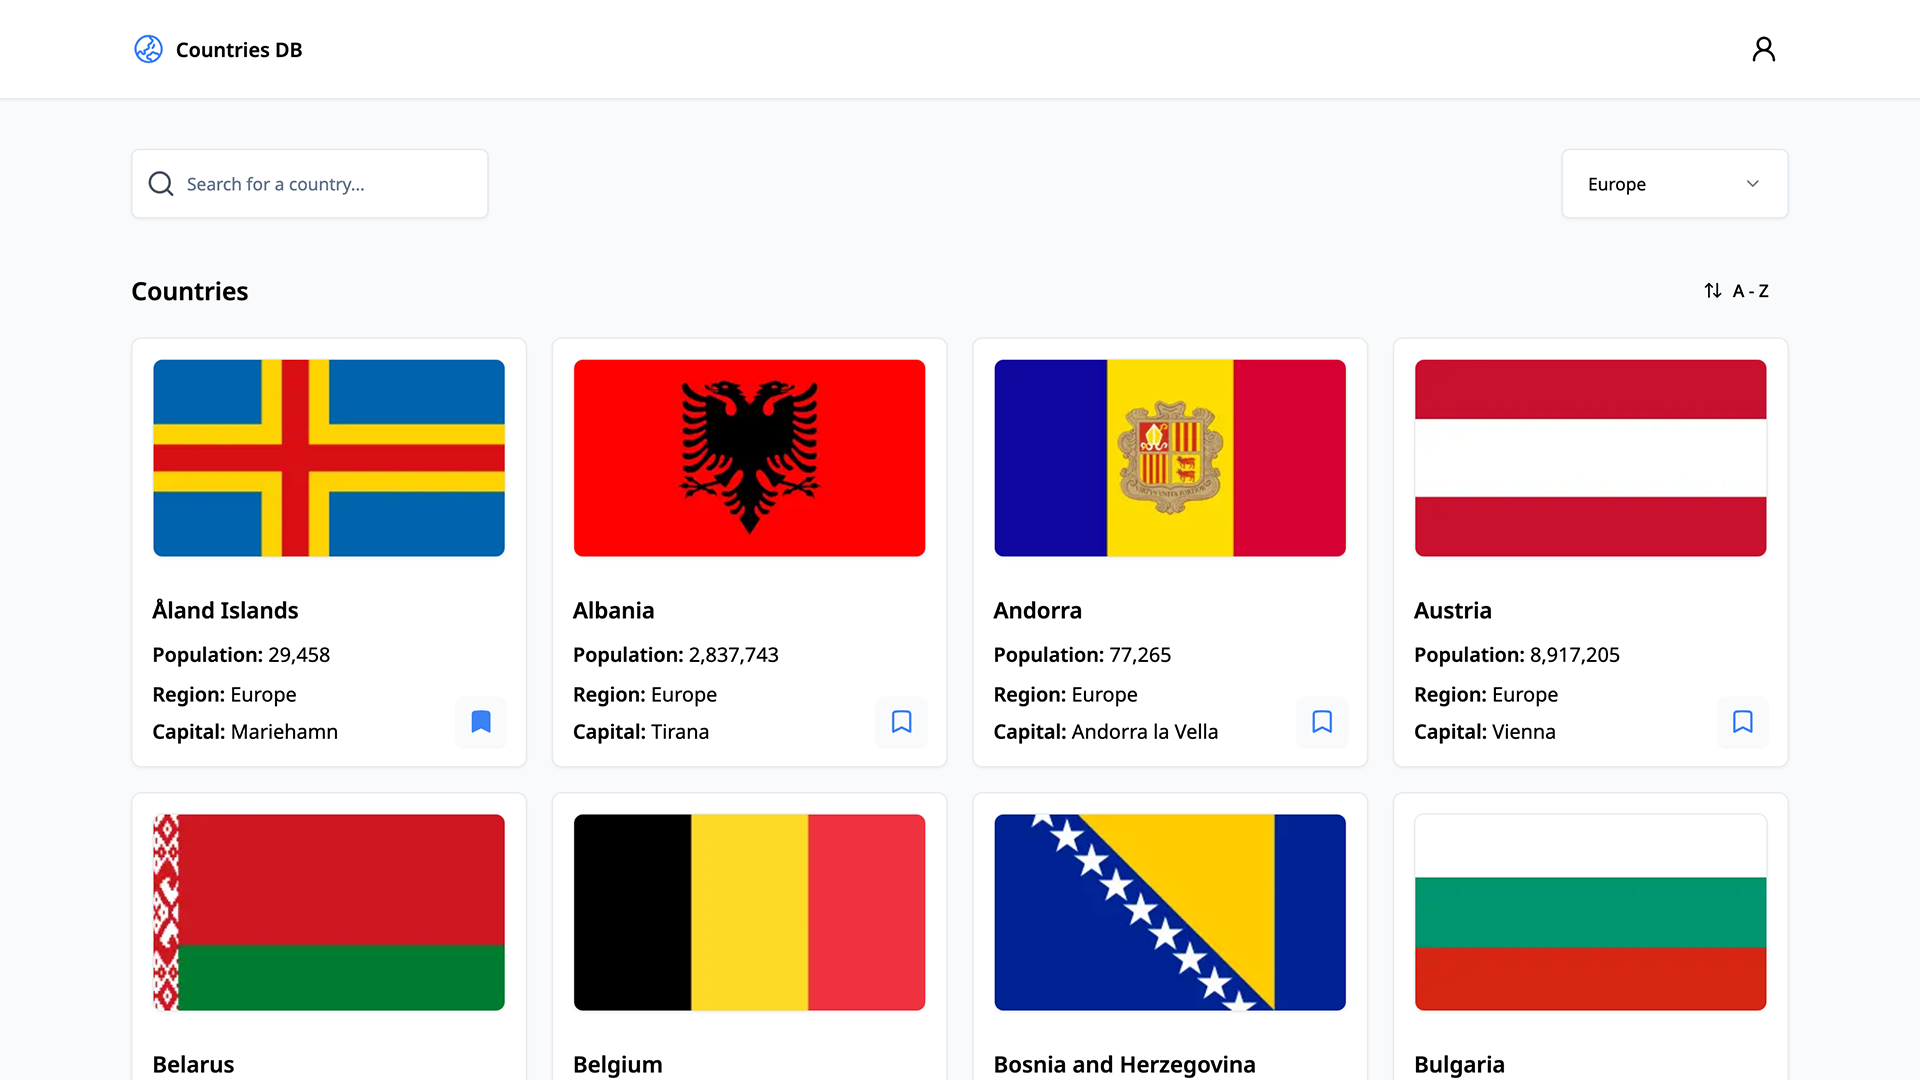 Countries DB
Search for a country...
Europe
Countries
A - Z
Åland Islands
Population: 29,458
Region: Europe
Capital: Mariehamn
Albania
Population: 2,837,743
Region: Europe
Capital: Tirana
Andorra
Population: 77,265
Region: Europe
Capital: Andorra la Vella
Austria
Population: 8,917,205
Region: Europe
Capital: Vienna
Belarus
Belgium
Bosnia and Herzegovina
Bulgaria